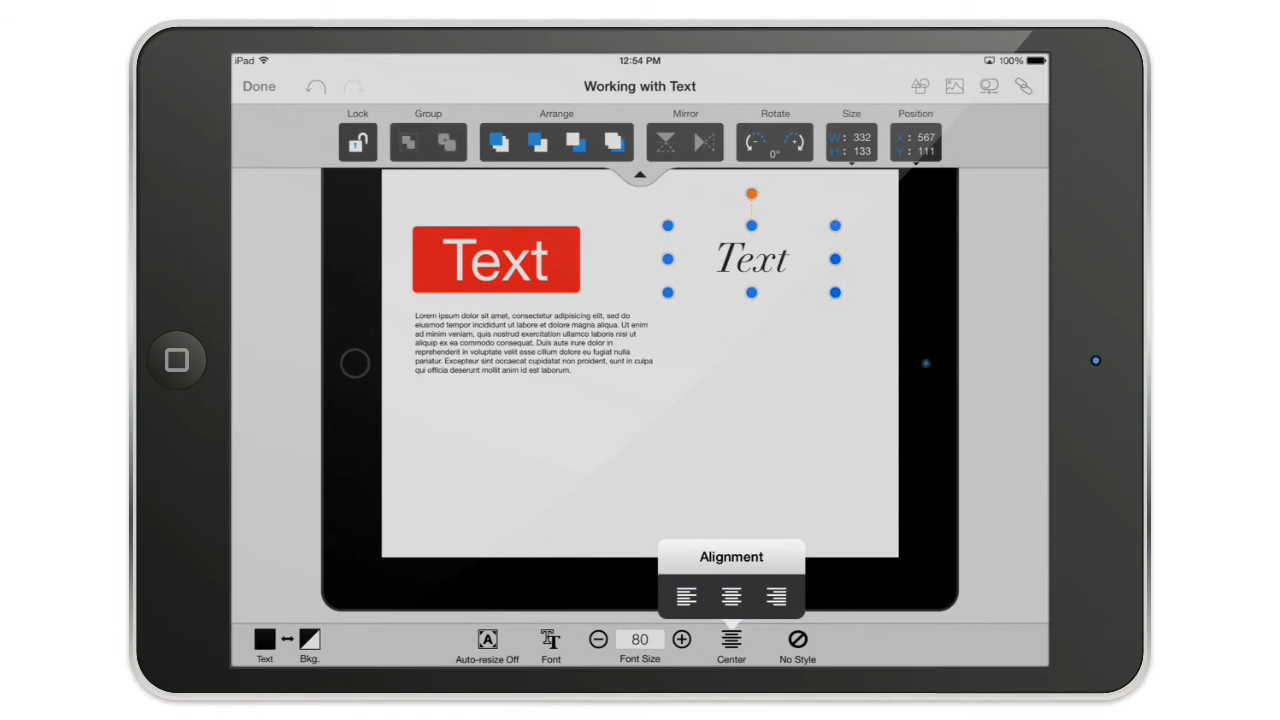 iPad 12:54 PM 100%
Done Working with Text
Lock Group Arrange Mirror Rotate Size Position
W: 332 X: 567
0° H: 133 Y: 111
Text Text
Lorem ipsum dolor sit amet, consectetur adipisicing elit, sed do
eiusmod tempor incididunt ut labore et dolore magna aliqua. Ut enim
ad minim veniam, quis nostrud exercitation ullamco laboris nisi ut
aliquip ex ea commodo consequat. Duis aute irure dolor in
reprehenderit in voluptate velit esse cillum dolore eu fugiat nulla
pariatur. Excepteur sint occaecat cupidatat non proident, sunt in culpa
qui officia deserunt mollit anim id est laborum.
Alignment
A TT 80
Text Bkg. Auto-resize Off Font Font Size Center No Style